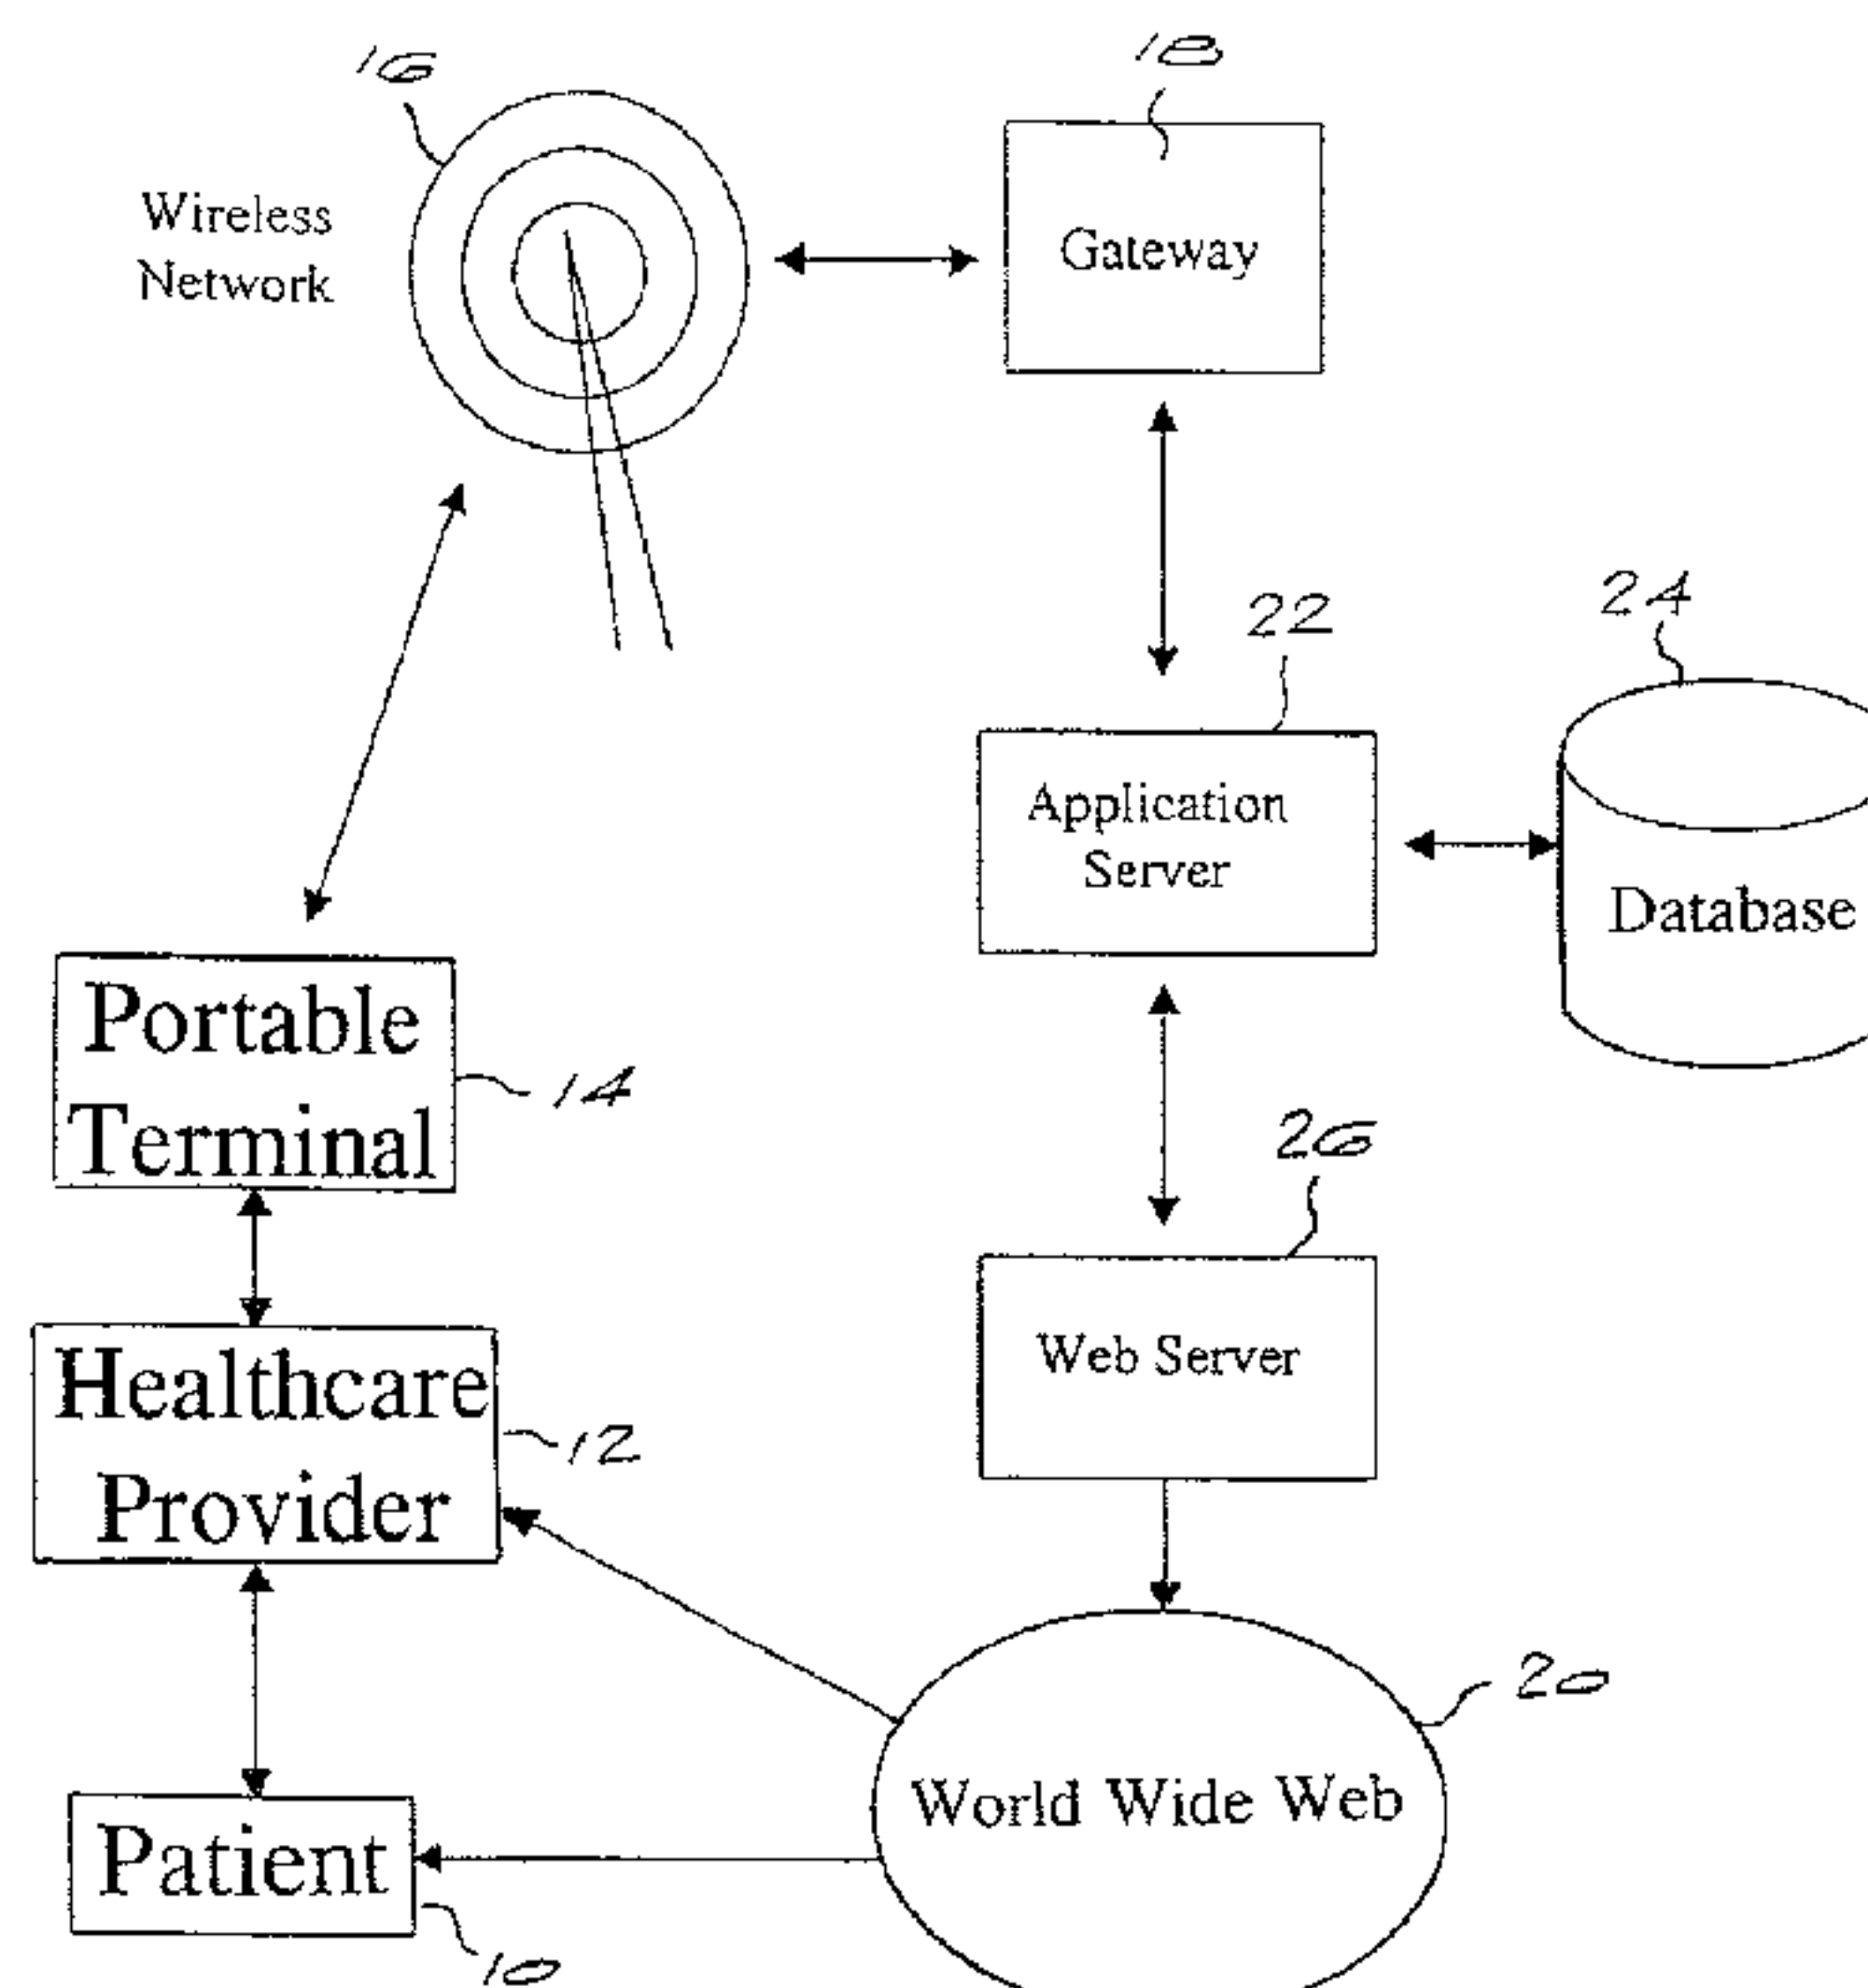 16
18
Wireless
Network
Gateway
22
24
Application
Server
Database
Portable
Terminal
14
26
Healthcare
Provider
12
Web Server
20
World Wide Web
Patient
10